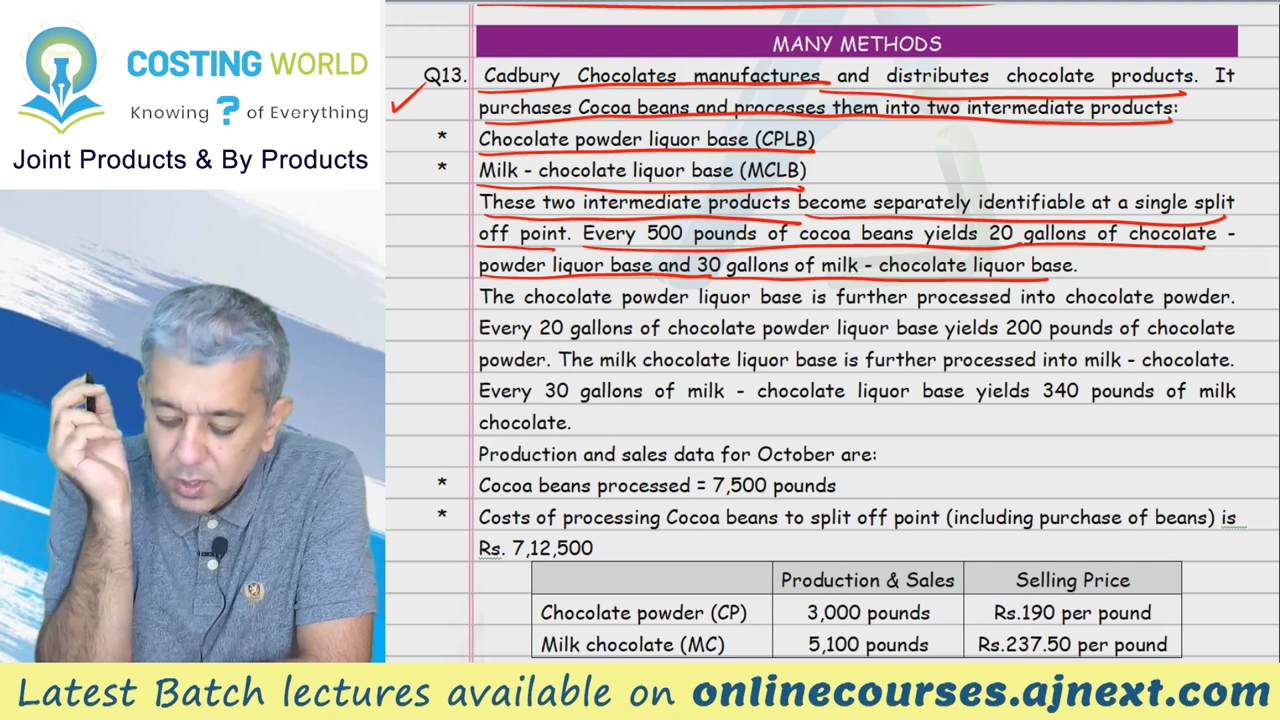 COSTING WORLD
Knowing ? of Everything
Joint Products & By Products
MANY METHODS
Q13. Cadbury Chocolates manufactures and distributes chocolate products. It
purchases Cocoa beans and processes them into two intermediate products:
* Chocolate powder liquor base (CPLB)
* Milk - chocolate liquor base (MCLB)
These two intermediate products become separately identifiable at a single split
off point. Every 500 pounds of cocoa beans yields 20 gallons of chocolate -
powder liquor base and 30 gallons of milk - chocolate liquor base.
The chocolate powder liquor base is further processed into chocolate powder.
Every 20 gallons of chocolate powder liquor base yields 200 pounds of chocolate
powder. The milk chocolate liquor base is further processed into milk - chocolate.
Every 30 gallons of milk - chocolate liquor base yields 340 pounds of milk
chocolate.
Production and sales data for October are:
* Cocoa beans processed = 7,500 pounds
* Costs of processing Cocoa beans to split off point (including purchase of beans) is
Rs. 7,12,500
Production & Sales Selling Price
Chocolate powder (CP) 3,000 pounds Rs.190 per pound
Milk chocolate (MC) 5,100 pounds Rs.237.50 per pound
Latest Batch lectures available on onlinecourses.ajnext.com